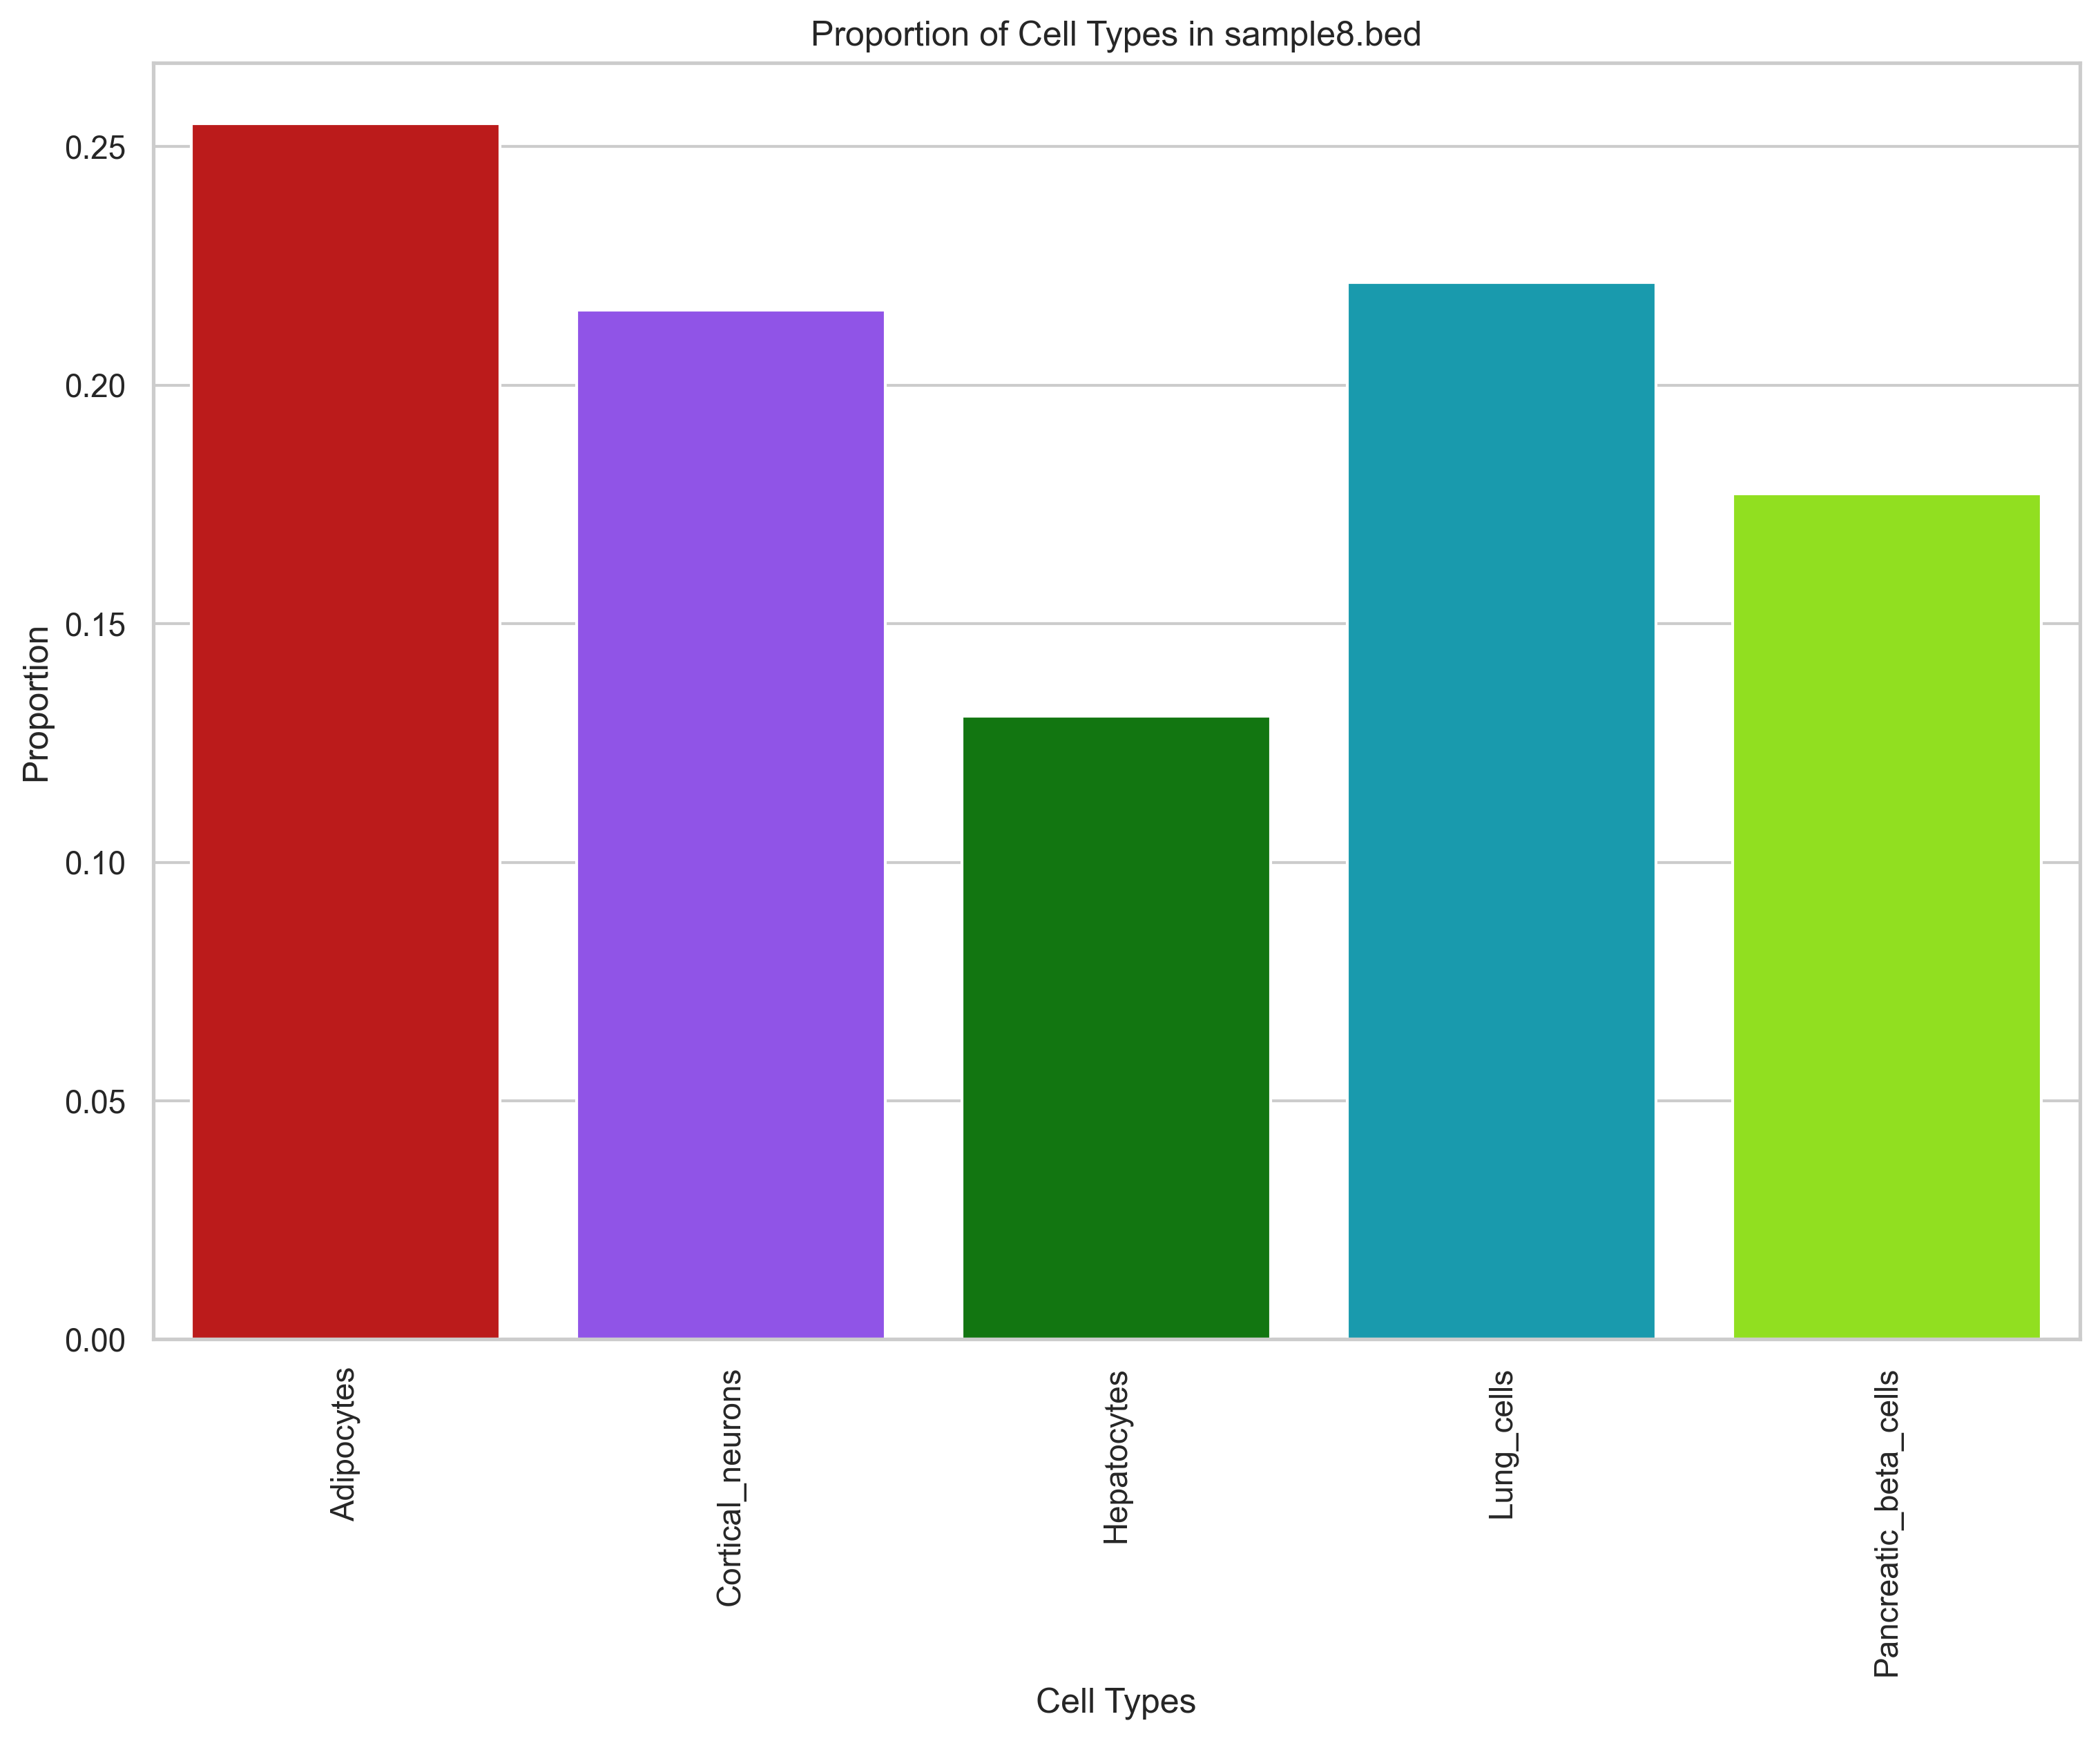 Proportion of Cell Types in sample8.bed
Proportion
0.25
0.20
0.15
0.10
0.05
0.00
Adipocytes
Cortical_neurons
Hepatocytes
Lung_cells
Pancreatic_beta_cells
Cell Types